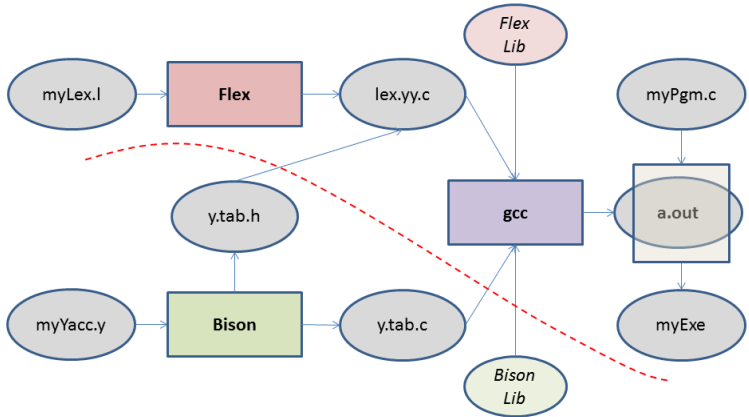 Flex
Lib
myLex.l
Flex
lex.yy.c
myPgm.c
y.tab.h
gcc
a.out
myYacc.y
Bison
y.tab.c
myExe
Bison
Lib